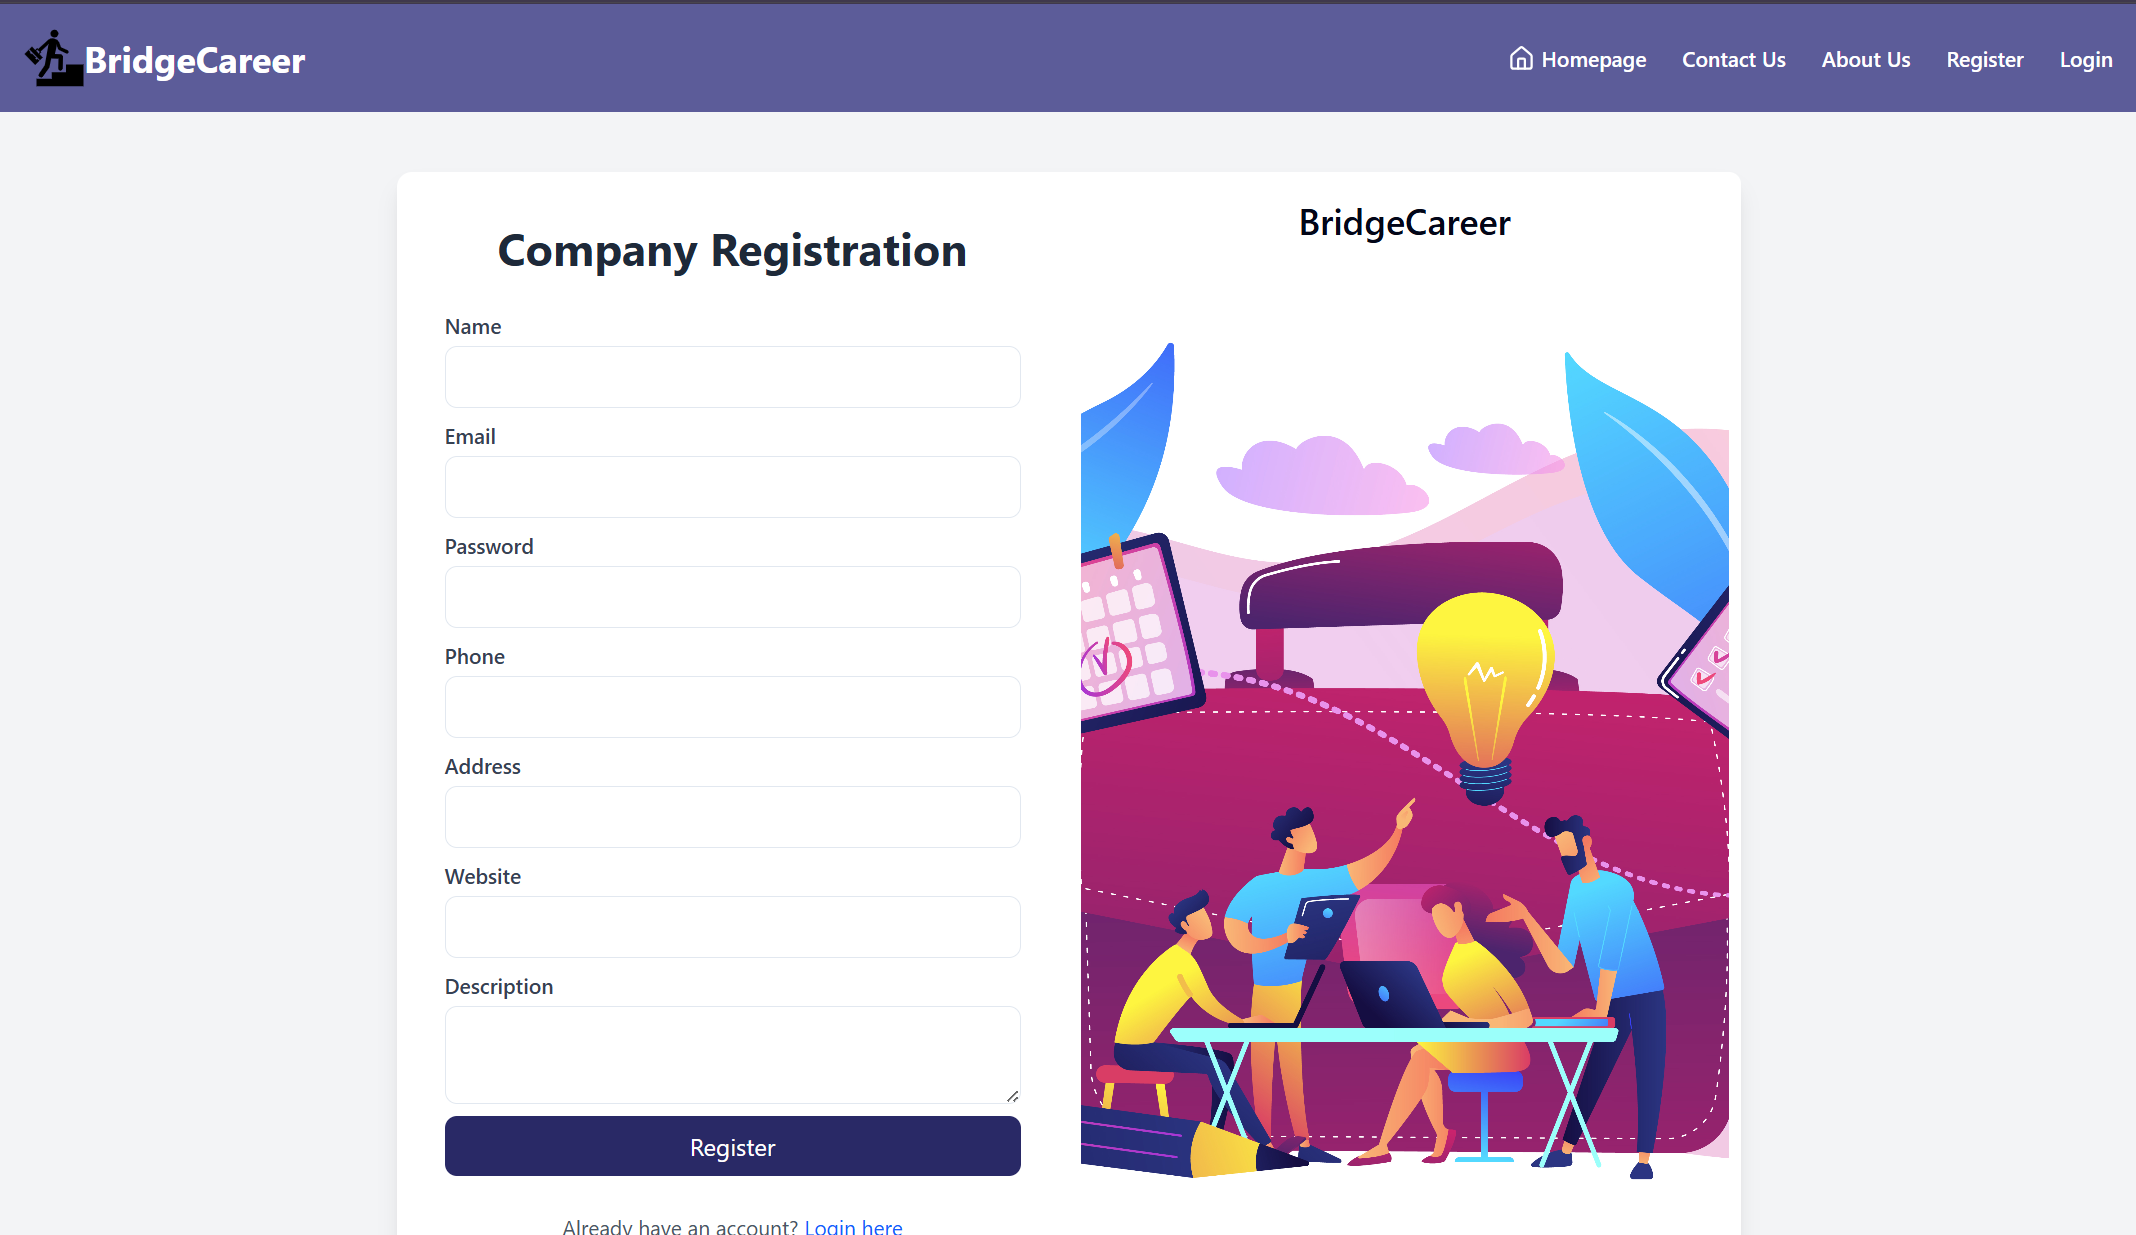 BridgeCareer
Homepage Contact Us About Us Register Login
Company Registration
Name
Email
Password
Phone
Address
Website
Description
Register
Already have an account? Login here
BridgeCareer